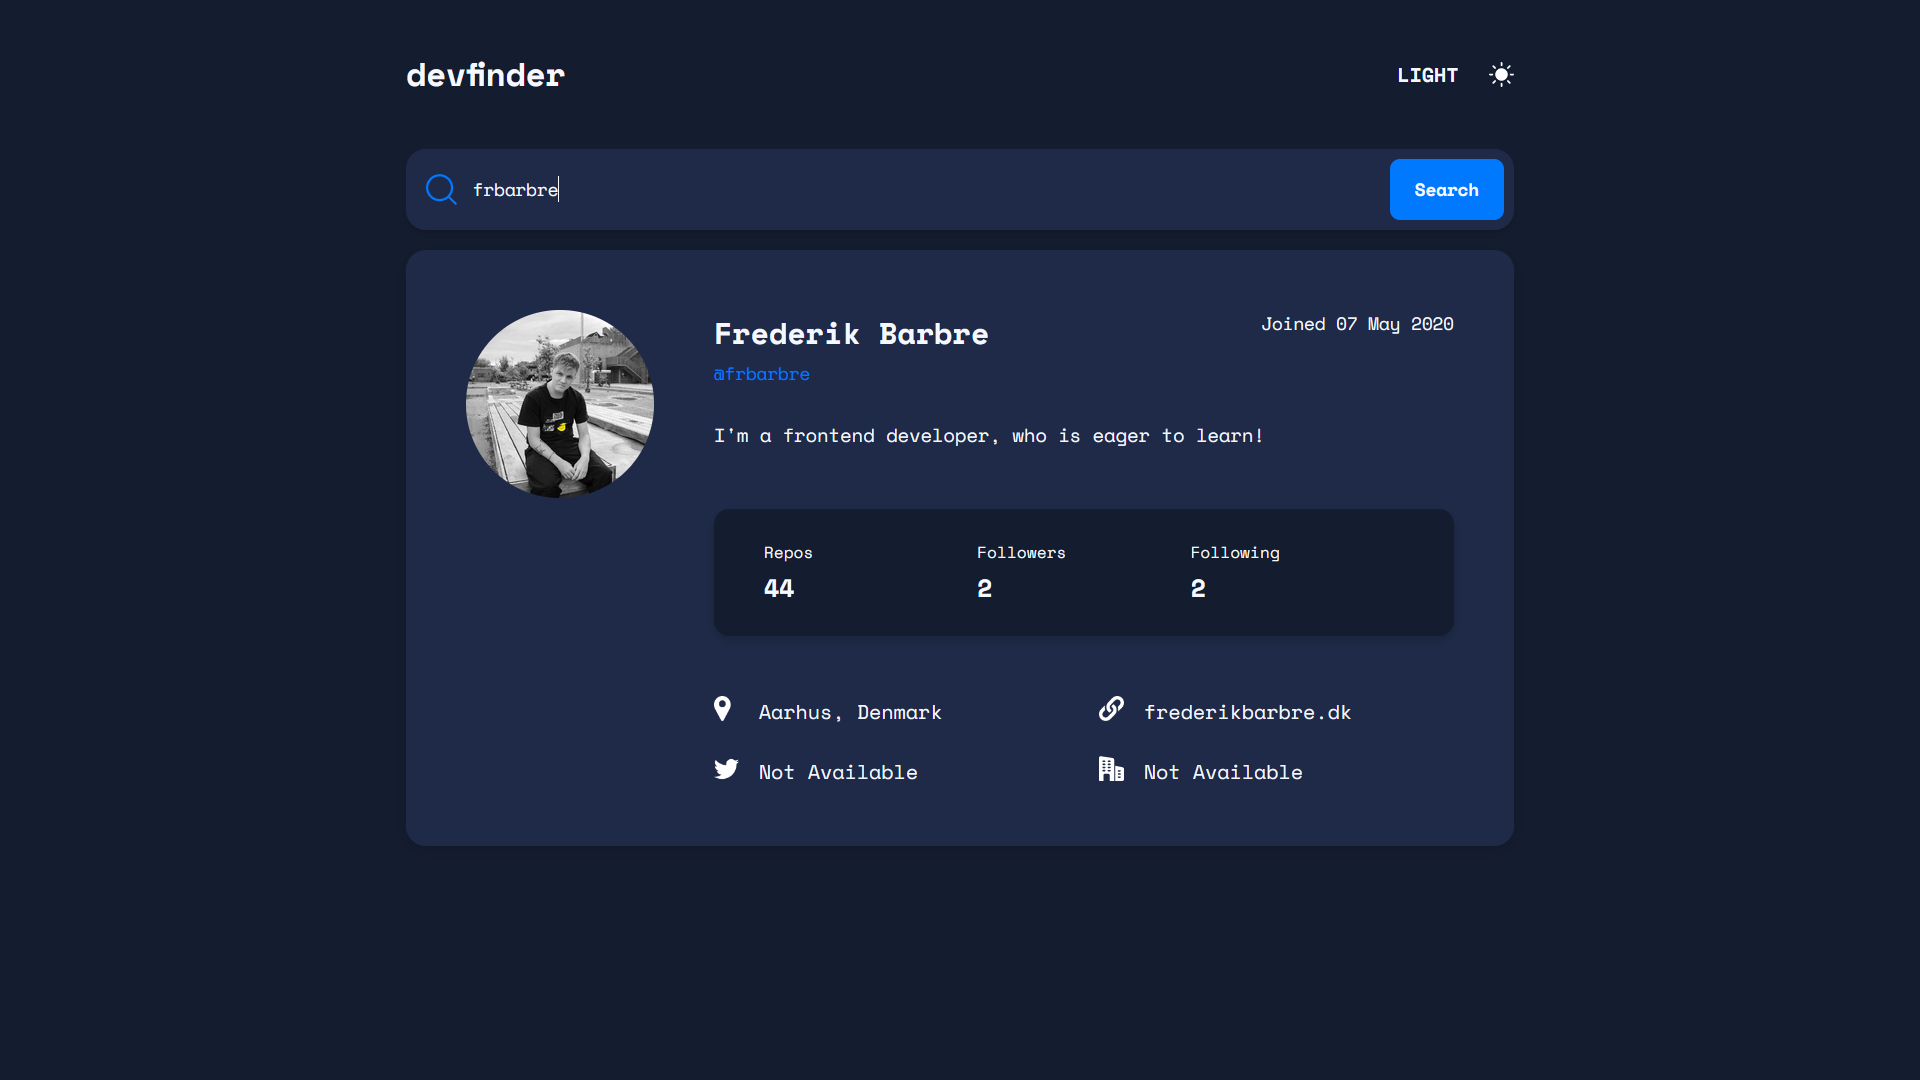 devfinder
LIGHT
frbarbre
Search
Frederik Barbre
Joined 07 May 2020
@frbarbre
I'm a frontend developer, who is eager to learn!
Repos
Followers
Following
44
2
2
Aarhus, Denmark
frederikbarbre.dk
Not Available
Not Available